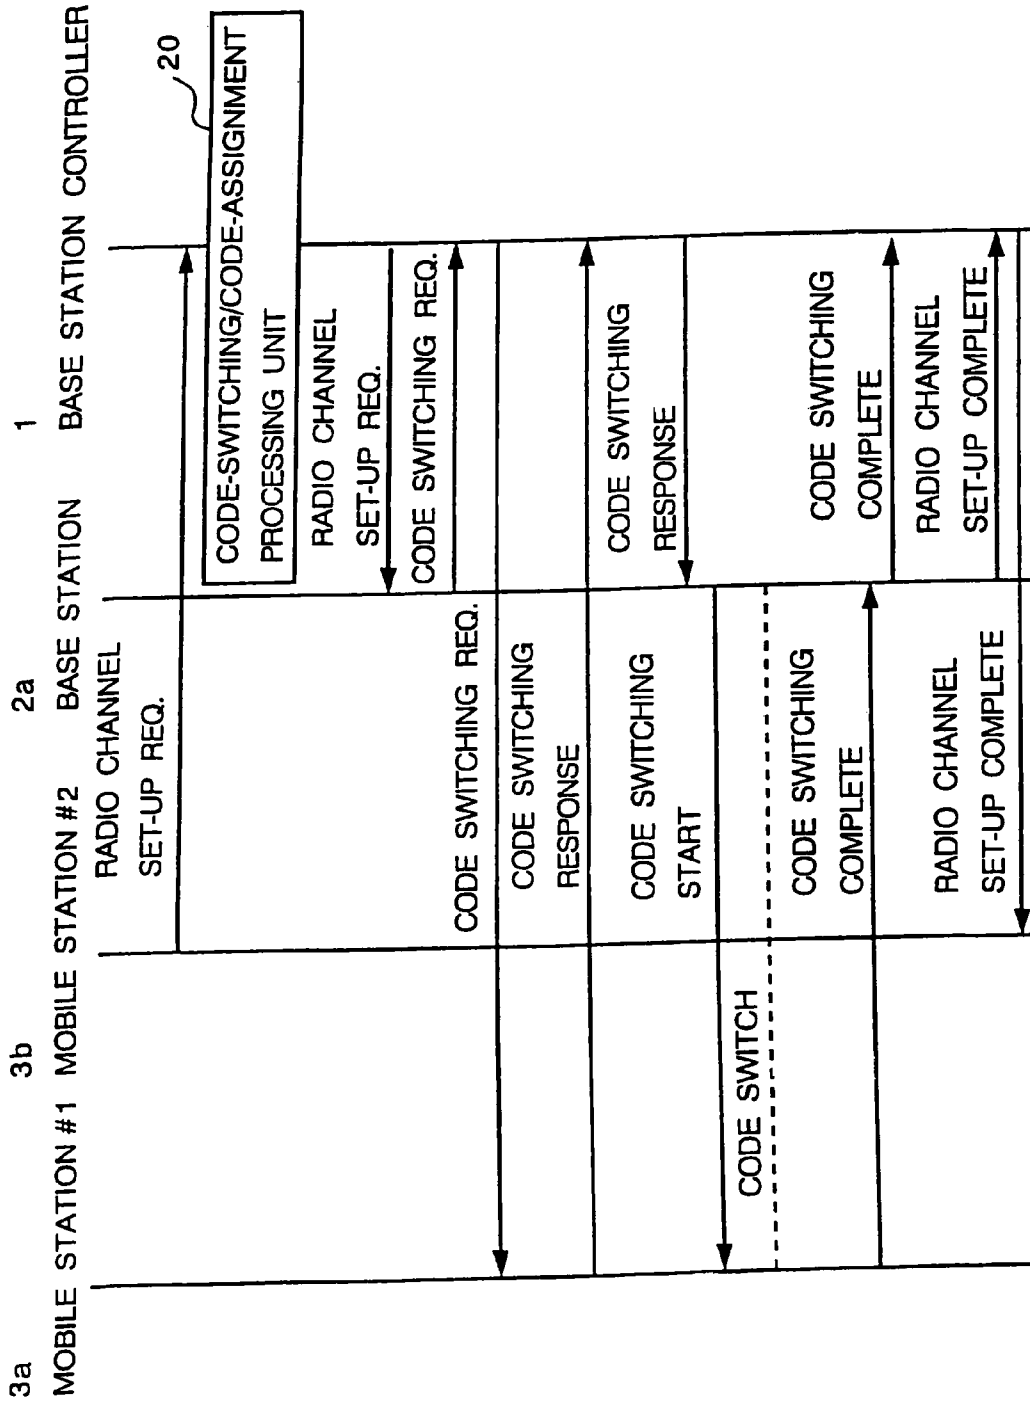 3a 3b 2a 1
MOBILE STATION #1 MOBILE STATION #2 BASE STATION BASE STATION CONTROLLER
RADIO CHANNEL
SET-UP REQ.
20
CODE-SWITCHING/CODE-ASSIGNMENT
PROCESSING UNIT
RADIO CHANNEL
SET-UP REQ.
CODE SWITCHING REQ.
CODE SWITCHING REQ.
CODE SWITCHING
RESPONSE
CODE SWITCHING
RESPONSE
CODE SWITCHING
START
CODE SWITCH
CODE SWITCHING
COMPLETE
CODE SWITCHING
COMPLETE
RADIO CHANNEL
SET-UP COMPLETE
RADIO CHANNEL
SET-UP COMPLETE